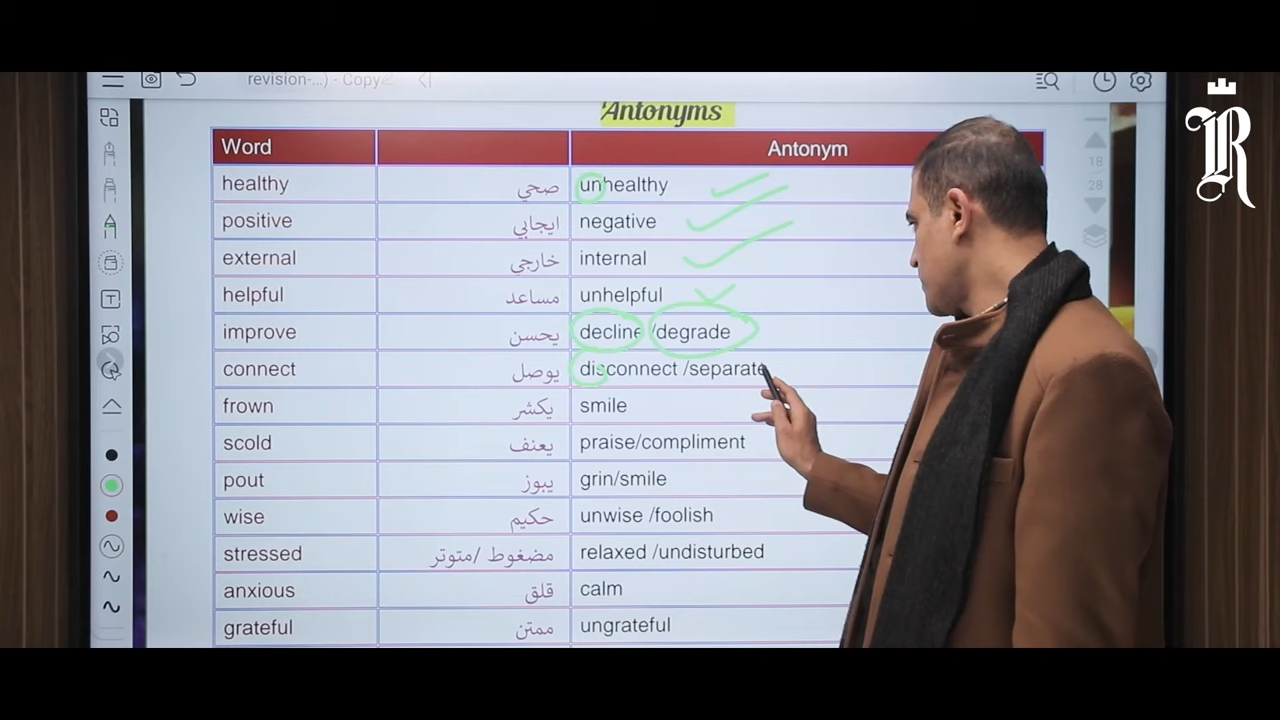 revision-...) - Copy
Antonyms
Word Antonym
healthy صحي unhealthy
positive ايجابي negative
external خارجي internal
helpful مساعد unhelpful
improve يحسن decline /degrade
connect يوصل disconnect /separate
frown يكشر smile
scold يعنف praise/compliment
pout يبوز grin/smile
wise حكيم unwise /foolish
stressed مضغوط /متوتر relaxed /undisturbed
anxious قلق calm
grateful ممتن ungrateful
18
28
R